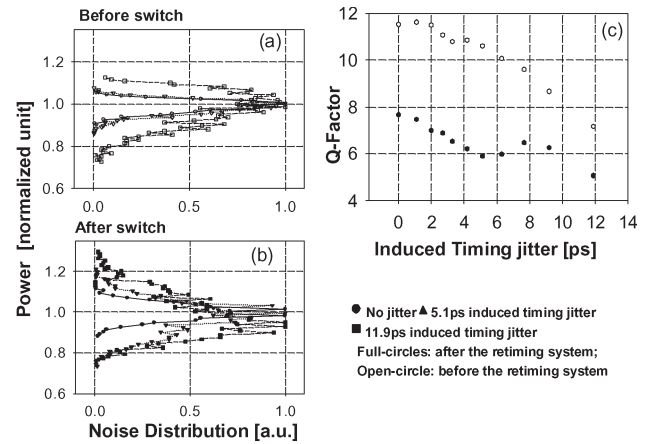 Before switch
(a)
1.2
1.0
0.8
0.6
0.0
0.5
1.0
After switch
(b)
1.2
1.0
0.8
0.6
0.0
0.5
1.0
Power [normalized unit]
Noise Distribution [a.u.]
(c)
12
10
8
6
4
Q-Factor
0 2 4 6 8 10 12 14
Induced Timing jitter [ps]
No jitter 5.1ps induced timing jitter
11.9ps induced timing jitter
Full-circles: after the retiming system;
Open-circle: before the retiming system